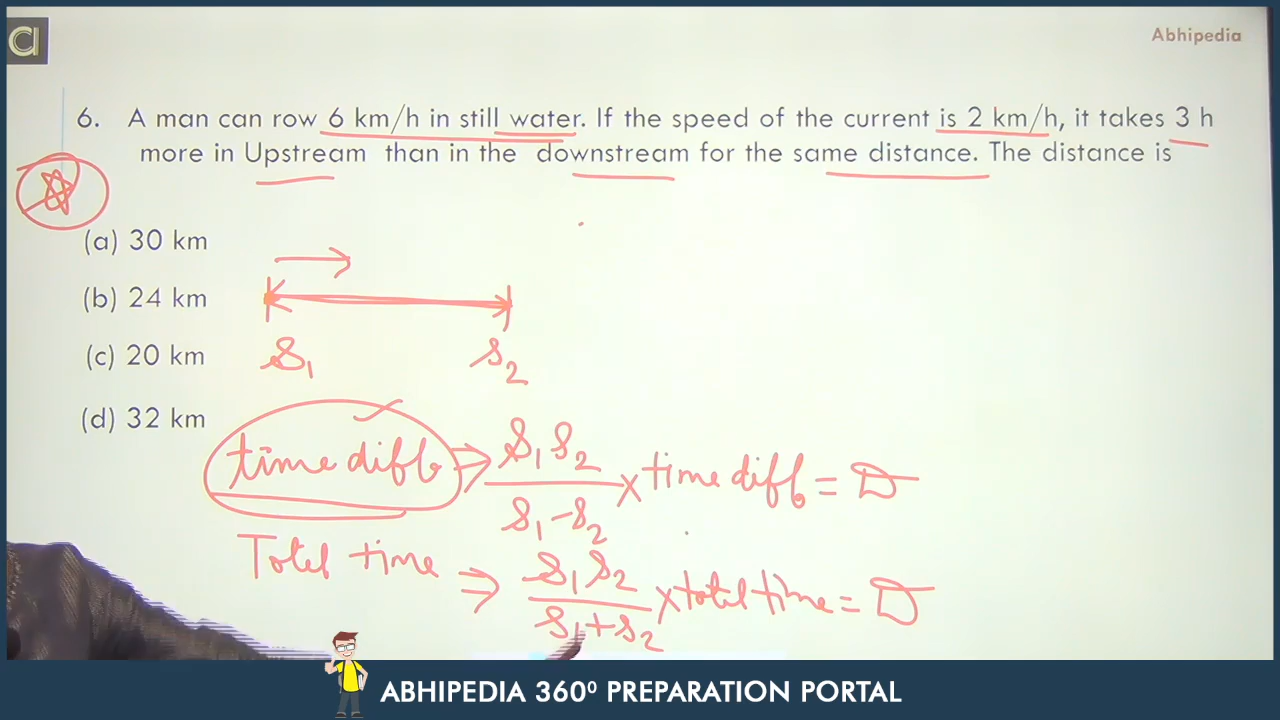 a
Abhipedia
6. A man can row 6 km/h in still water. If the speed of the current is 2 km/h, it takes 3 h
more in Upstream than in the downstream for the same distance. The distance is
(a) 30 km
(b) 24 km
(c) 20 km
(d) 32 km
S₁ S₂
time diff ⇒ S₁S₂ / S₁-S₂ × time diff = D
Total time ⇒ S₁S₂ / S₁+S₂ × total time = D
ABHIPEDIA 360⁰ PREPARATION PORTAL